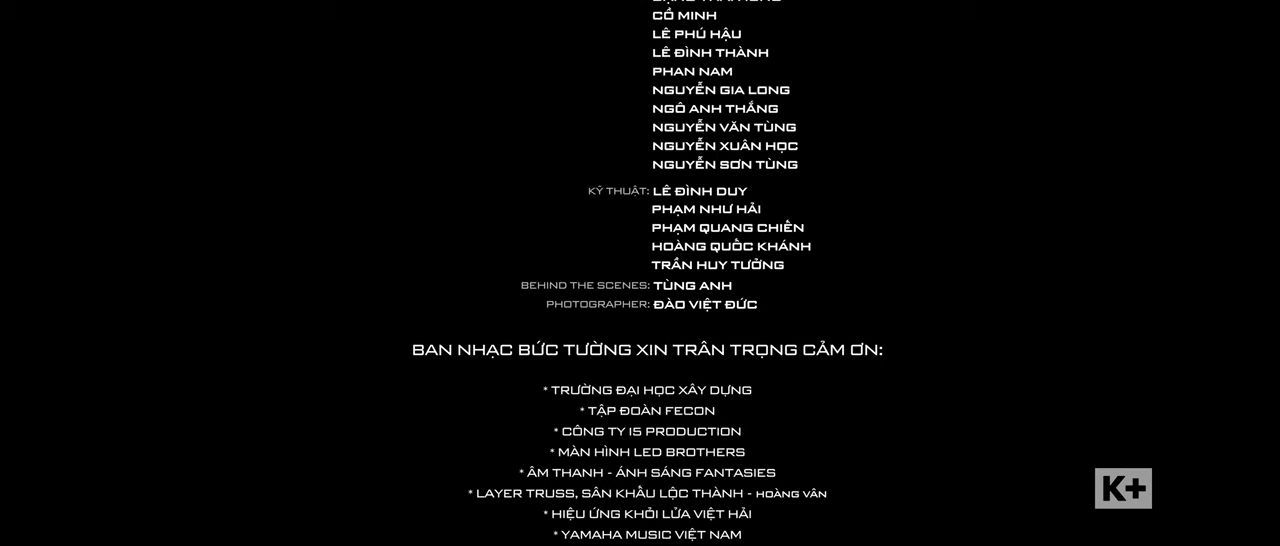 CỒ MINH
LÊ PHÚ HẬU
LÊ ĐÌNH THÀNH
PHAN NAM
NGUYỄN GIA LONG
NGÔ ANH THẮNG
NGUYỄN VĂN TÙNG
NGUYỄN XUÂN HỌC
NGUYỄN SƠN TÙNG
KỸ THUẬT: LÊ ĐÌNH DUY
PHẠM NHƯ HẢI
PHẠM QUANG CHIẾN
HOÀNG QUỐC KHÁNH
TRẦN HUY TƯỞNG
BEHIND THE SCENES: TÙNG ANH
PHOTOGRAPHER: ĐÀO VIỆT ĐỨC
BAN NHẠC BỨC TƯỜNG XIN TRÂN TRỌNG CẢM ƠN:
* TRƯỜNG ĐẠI HỌC XÂY DỰNG
* TẬP ĐOÀN FECON
* CÔNG TY I5 PRODUCTION
* MÀN HÌNH LED BROTHERS
* ÂM THANH - ÁNH SÁNG FANTASIES
* LAYER TRUSS, SÂN KHẤU LỘC THÀNH - HOÀNG VÂN
* HIỆU ỨNG KHỎI LỬA VIỆT HẢI
* YAMAHA MUSIC VIỆT NAM
K+